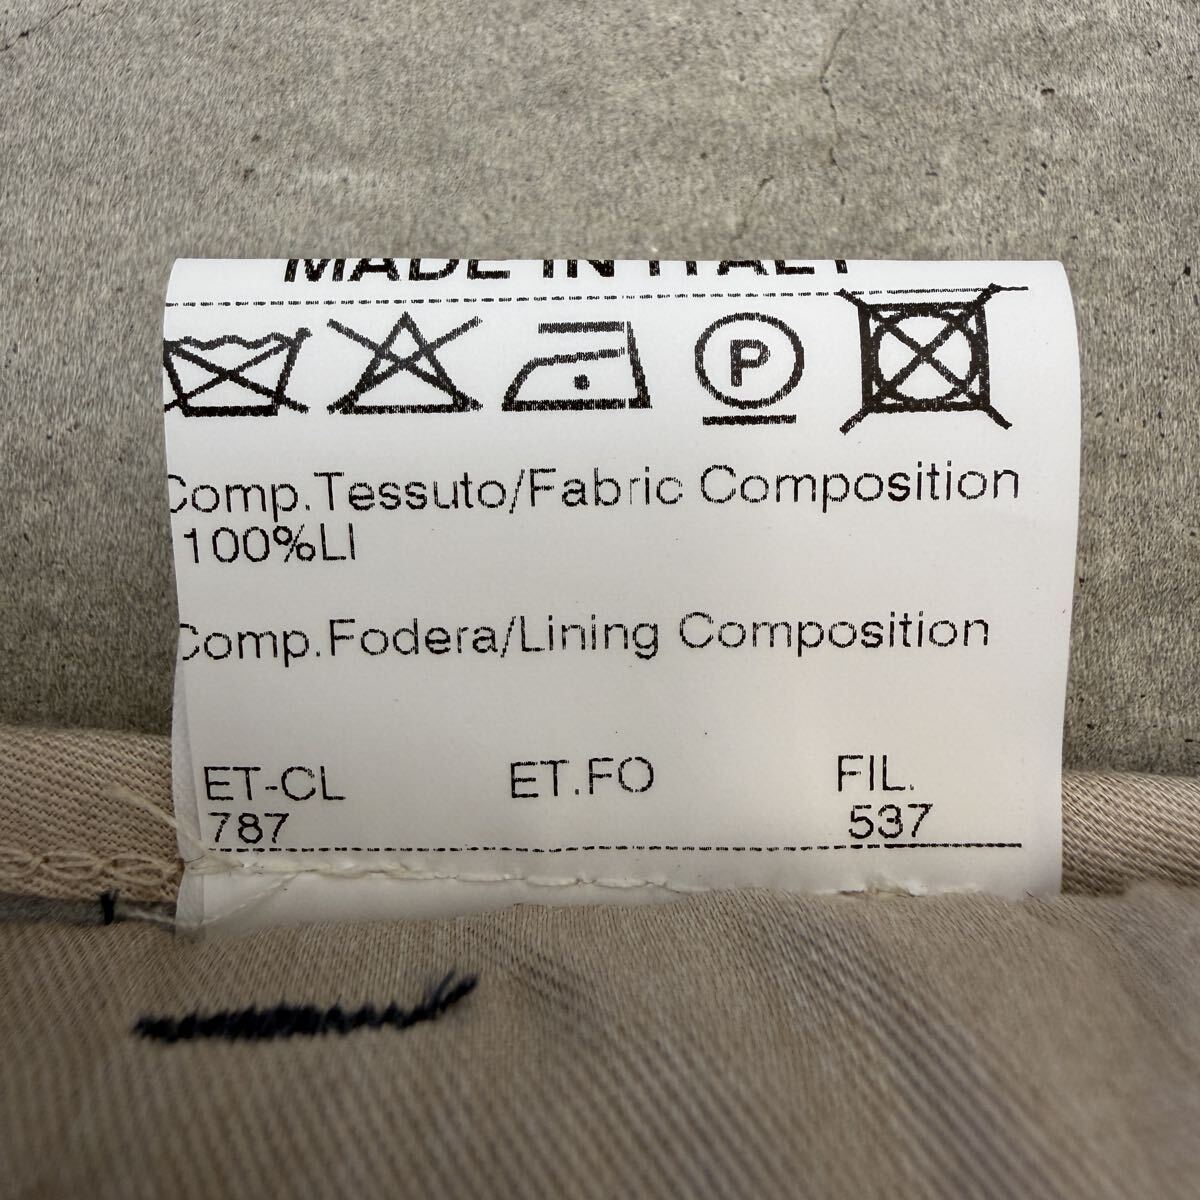 MADE IN ITALY
P
Comp.Tessuto/Fabric Composition
100%LI
Comp.Fodera/Lining Composition
ET-CL ET.FO FIL.
787 537